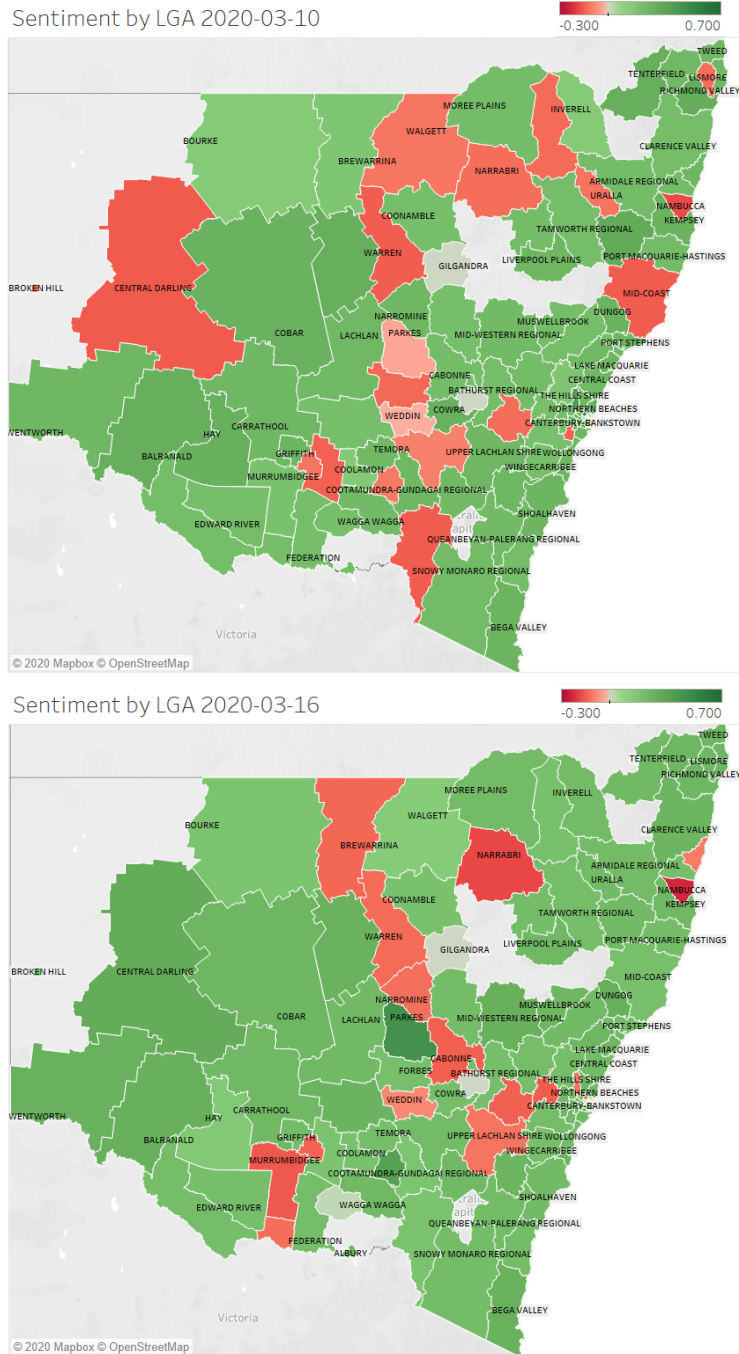 Sentiment by LGA 2020-03-10
-0.300 0.700
TWEED
TENTERFIELD LISMORE
RICHMOND VALLEY
MOREE PLAINS INVERELL
WALGETT
BOURKE CLARENCE VALLEY
BREWARRINA
NARRABRI
ARMIDALE REGIONAL
URALLA
NAMBUCCA
COONAMBLE KEMPSEY
TAMWORTH REGIONAL
WARREN
LIVERPOOL PLAINS PORT MACQUARIE-HASTINGS
GILGANDRA
BROKEN HILL CENTRAL DARLING MID-COAST
DUNGOG
NARROMINE
MUSWELLBROOK
COBAR LACHLAN PARKES MID-WESTERN REGIONAL
PORT STEPHENS
LAKE MACQUARIE
CABONNE CENTRAL COAST
BATHURST REGIONAL
THE HILLS SHIRE
WEDDIN COWRA NORTHERN BEACHES
CARRATHOOL CANTERBURY-BANKSTOWN
WENTWORTH HAY
TEMORA UPPER LACHLAN SHIRE WOLLONGONG
BALRANALD GRIFFITH
COOLAMON WINGECARRIBEE
MURRUMBIDGEE
COOTAMUNDRA-GUNDAGAI REGIONAL
SHOALHAVEN
EDWARD RIVER WAGGA WAGGA
QUEANBEYAN-PALERANG REGIONAL
FEDERATION
SNOWY MONARO REGIONAL
BEGA VALLEY
Victoria
© 2020 Mapbox © OpenStreetMap
Sentiment by LGA 2020-03-16
-0.300 0.700
TWEED
TENTERFIELD LISMORE
RICHMOND VALLEY
MOREE PLAINS INVERELL
WALGETT
BOURKE CLARENCE VALLEY
BREWARRINA
NARRABRI
ARMIDALE REGIONAL
URALLA
NAMBUCCA
COONAMBLE KEMPSEY
TAMWORTH REGIONAL
WARREN
LIVERPOOL PLAINS PORT MACQUARIE-HASTINGS
GILGANDRA
BROKEN HILL CENTRAL DARLING MID-COAST
DUNGOG
NARROMINE
MUSWELLBROOK
COBAR LACHLAN PARKES MID-WESTERN REGIONAL
PORT STEPHENS
LAKE MACQUARIE
CABONNE CENTRAL COAST
FORBES BATHURST REGIONAL
THE HILLS SHIRE
WEDDIN COWRA NORTHERN BEACHES
CARRATHOOL CANTERBURY-BANKSTOWN
WENTWORTH HAY
TEMORA UPPER LACHLAN SHIRE WOLLONGONG
BALRANALD GRIFFITH
COOLAMON WINGECARRIBEE
MURRUMBIDGEE
COOTAMUNDRA-GUNDAGAI REGIONAL
SHOALHAVEN
EDWARD RIVER WAGGA WAGGA
QUEANBEYAN-PALERANG REGIONAL
FEDERATION
ALBURY SNOWY MONARO REGIONAL
BEGA VALLEY
Victoria
© 2020 Mapbox © OpenStreetMap